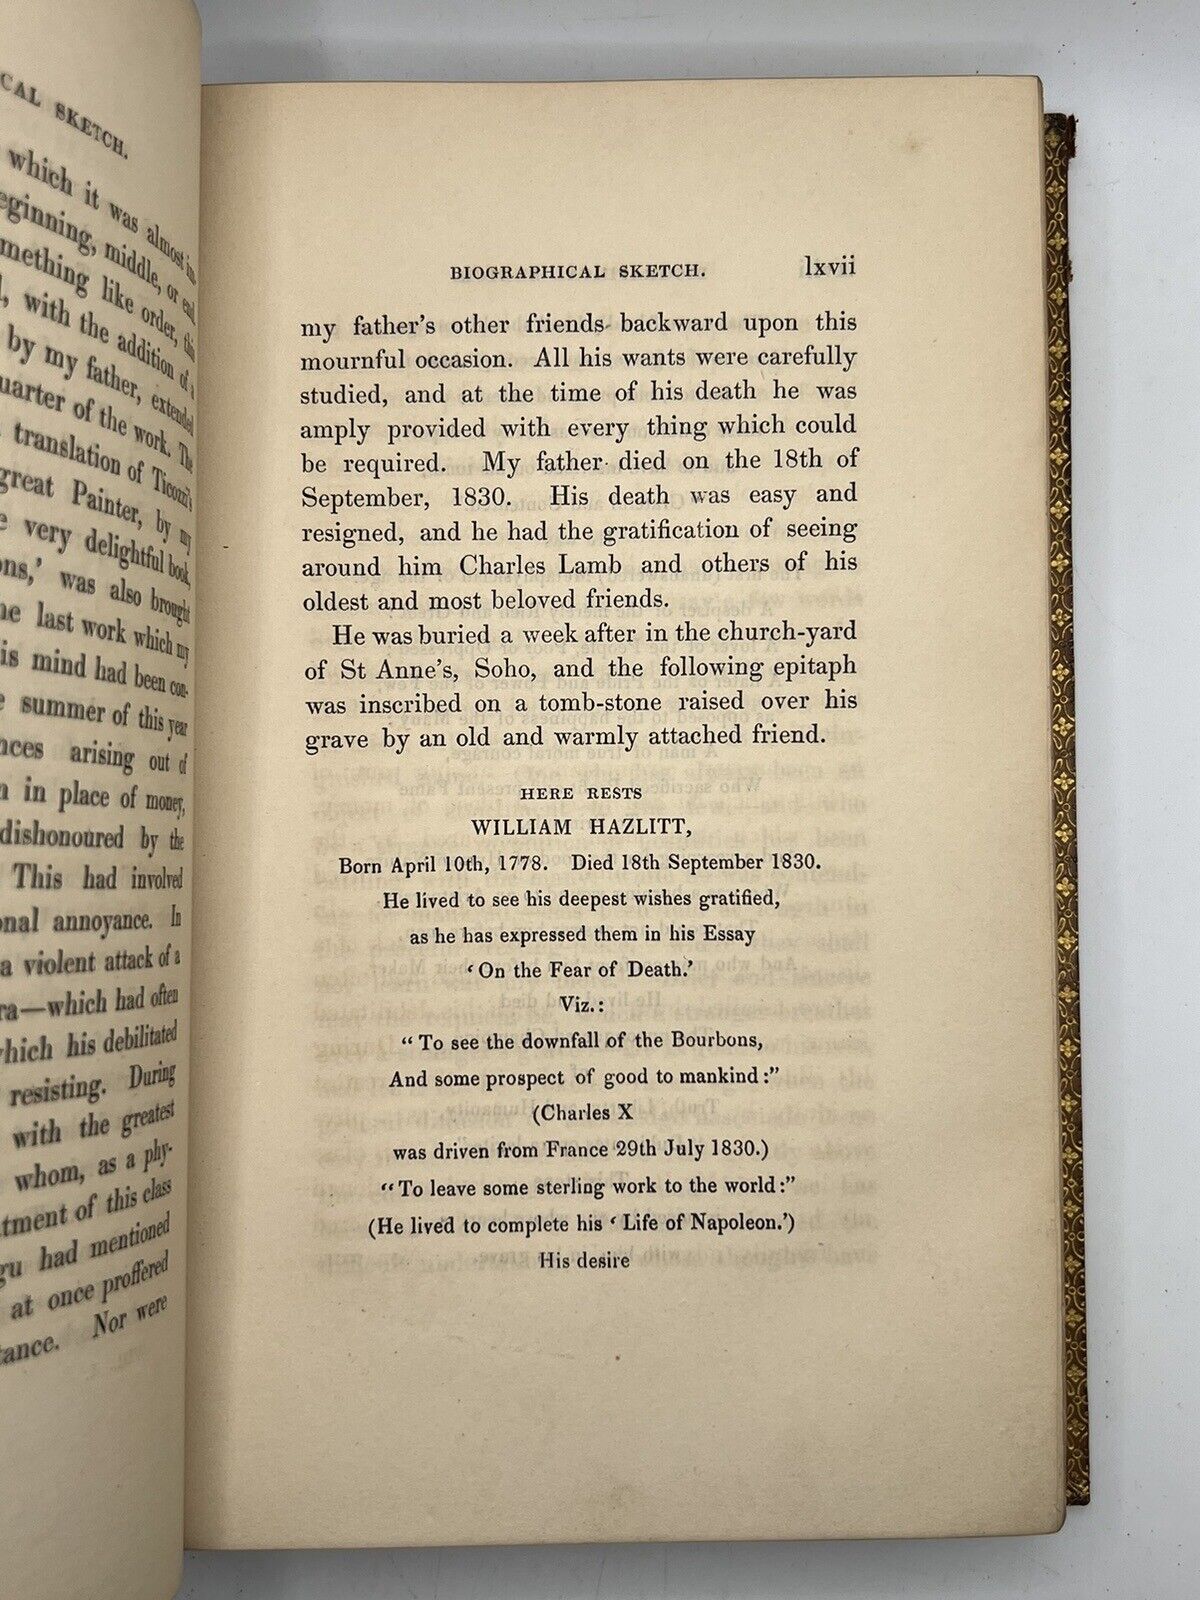 CAL SKETCH.
which it was almost im-
eginning, middle, or end.
mething like order, this
with the addition of a
by my father, extended
uarter of the work. The
translation of Ticozzi's
great Painter, by my
very delightful book,
ons,' was also brought
last work which my
is mind had been con-
summer of this year
nces arising out of
in place of money,
dishonoured by the
This had involved
onal annoyance. In
a violent attack of a
ra—which had often
which his debilitated
resisting. During
with the greatest
whom, as a phy-
tment of this class
gu had mentioned
at once proffered
tance. Nor were
BIOGRAPHICAL SKETCH. lxvii
my father's other friends backward upon this
mournful occasion. All his wants were carefully
studied, and at the time of his death he was
amply provided with every thing which could
be required. My father died on the 18th of
September, 1830. His death was easy and
resigned, and he had the gratification of seeing
around him Charles Lamb and others of his
oldest and most beloved friends.
He was buried a week after in the church-yard
of St Anne's, Soho, and the following epitaph
was inscribed on a tomb-stone raised over his
grave by an old and warmly attached friend.
HERE RESTS
WILLIAM HAZLITT,
Born April 10th, 1778. Died 18th September 1830.
He lived to see his deepest wishes gratified,
as he has expressed them in his Essay
‘On the Fear of Death.’
Viz.:
“To see the downfall of the Bourbons,
And some prospect of good to mankind:”
(Charles X
was driven from France 29th July 1830.)
“To leave some sterling work to the world:”
(He lived to complete his ‘Life of Napoleon.’)
His desire